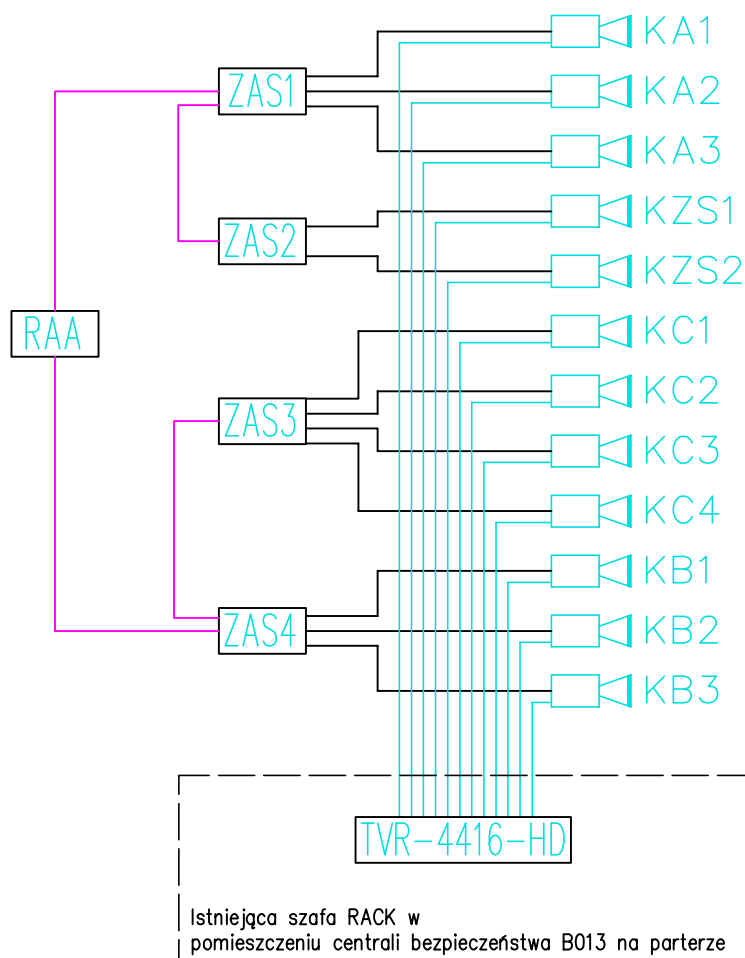 KA1
ZAS1
KA2
KA3
KZS1
ZAS2
KZS2
RAA
KC1
KC2
ZAS3
KC3
KC4
KB1
ZAS4
KB2
KB3
TVR-4416-HD
Istniejąca szafa RACK w
pomieszczeniu centrali bezpieczeństwa B013 na parterze